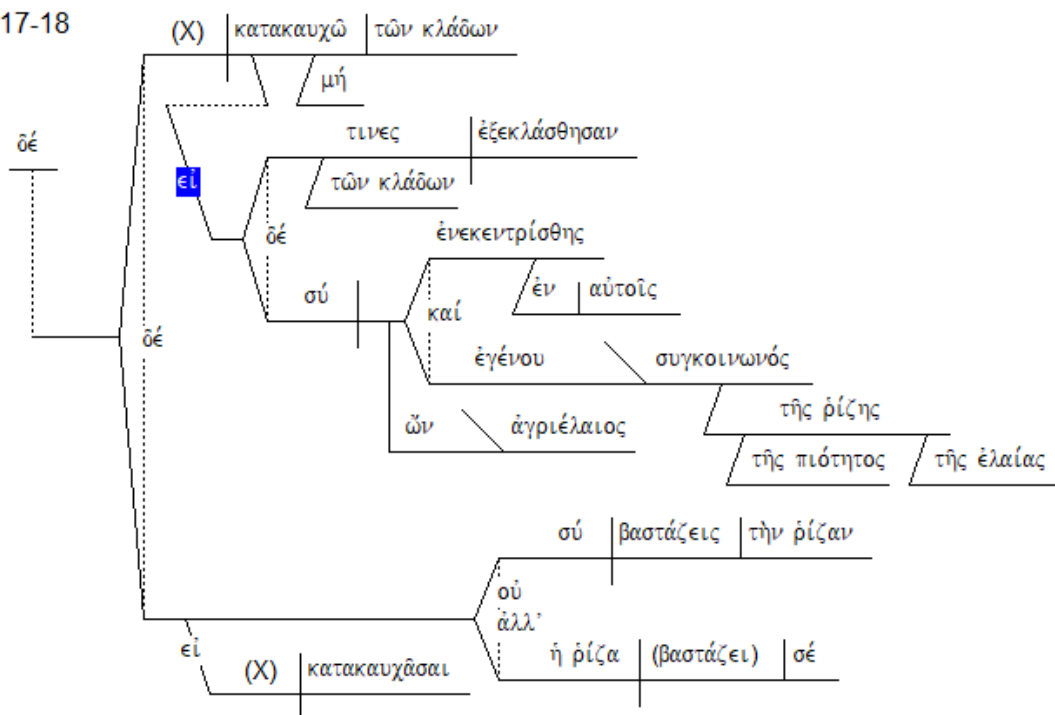 17-18
(X) κατακαυχῶ τῶν κλάδων
μή
δέ
τινες ἐξεκλάσθησαν
εἰ
τῶν κλάδων
δέ
ἐνεκεντρίσθης
σύ
ἐν αὐτοῖς
καί
δέ
ἐγένου συγκοινωνός
ὤν ἀγριέλαιος
τῆς ῥίζης
τῆς πιότητος τῆς ἐλαίας
σύ βαστάζεις τὴν ῥίζαν
οὐ
ἀλλ’
εἰ
ἡ ῥίζα (βαστάζει) σέ
(X) κατακαυχᾶσαι